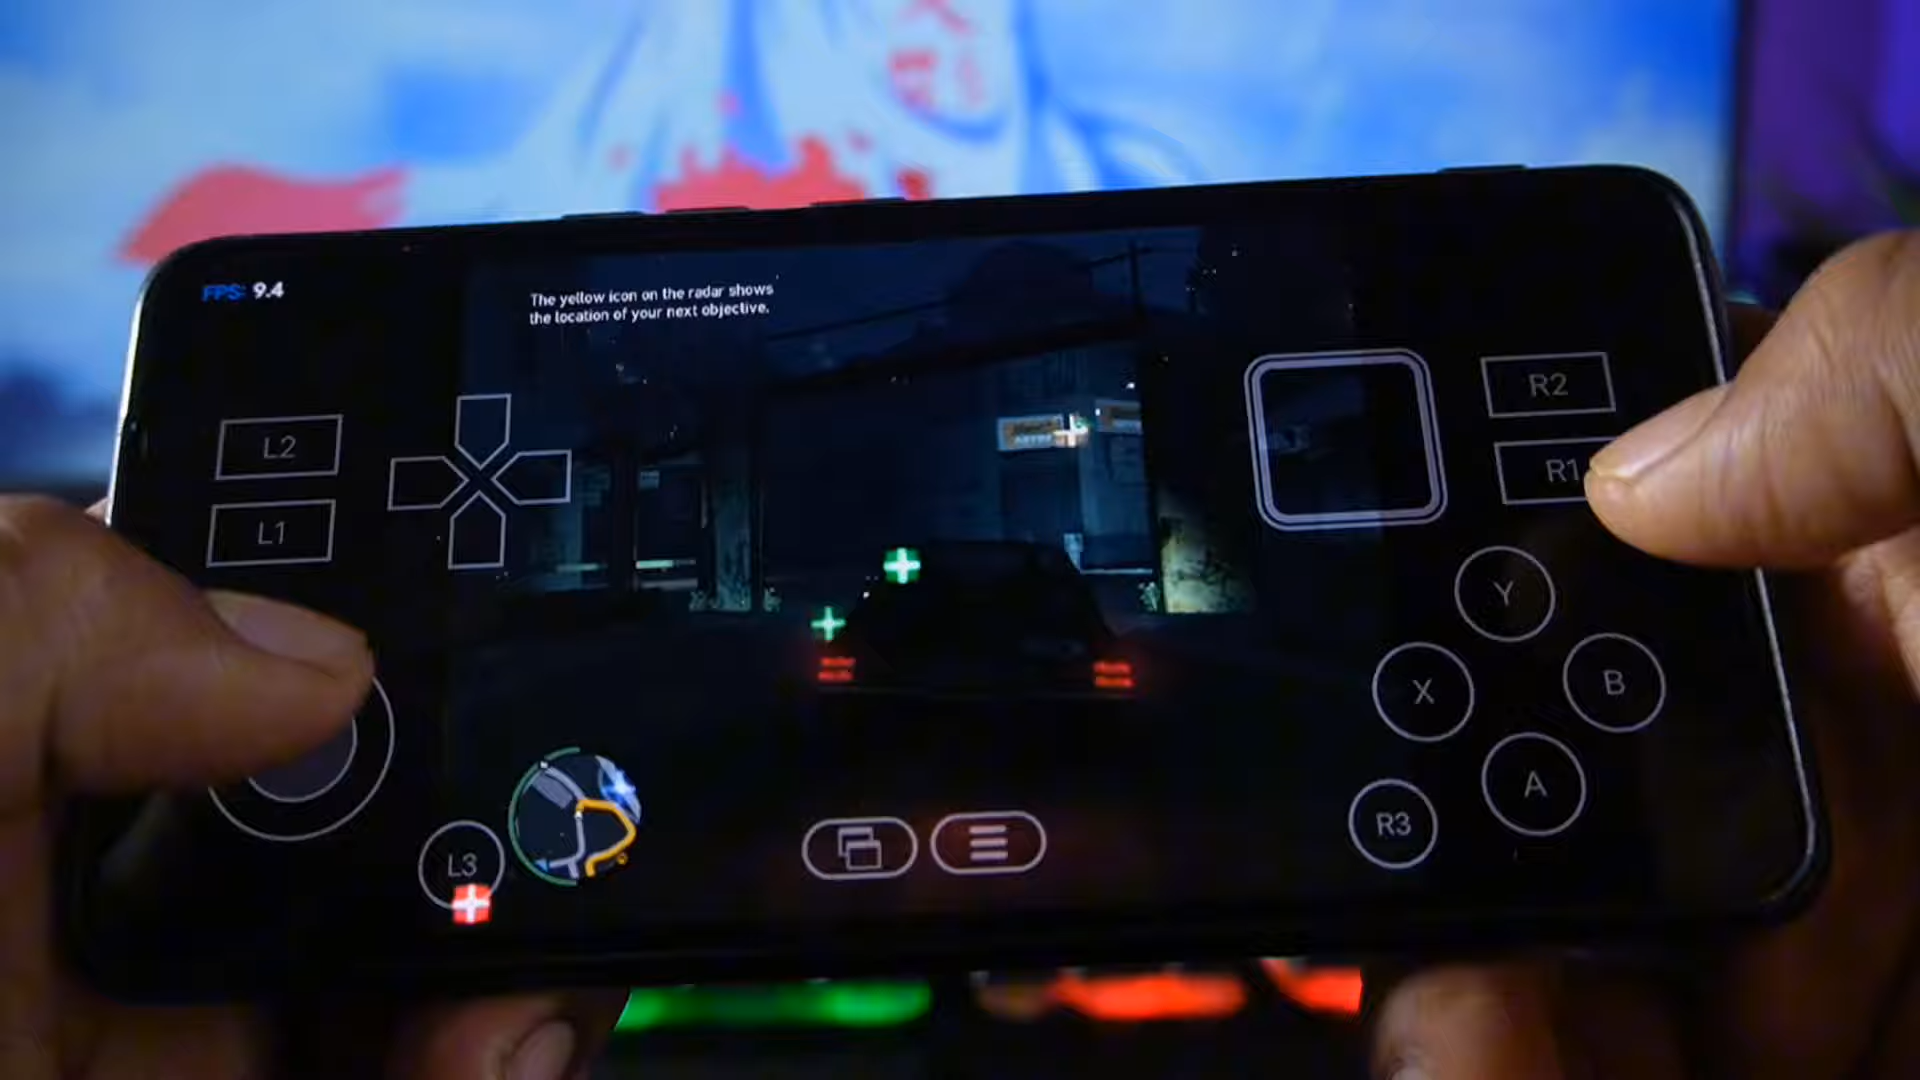 FPS: 9.4
The yellow icon on the radar shows
the location of your next objective.
L2
R2
L1
R1
Y
X
B
A
L3
R3